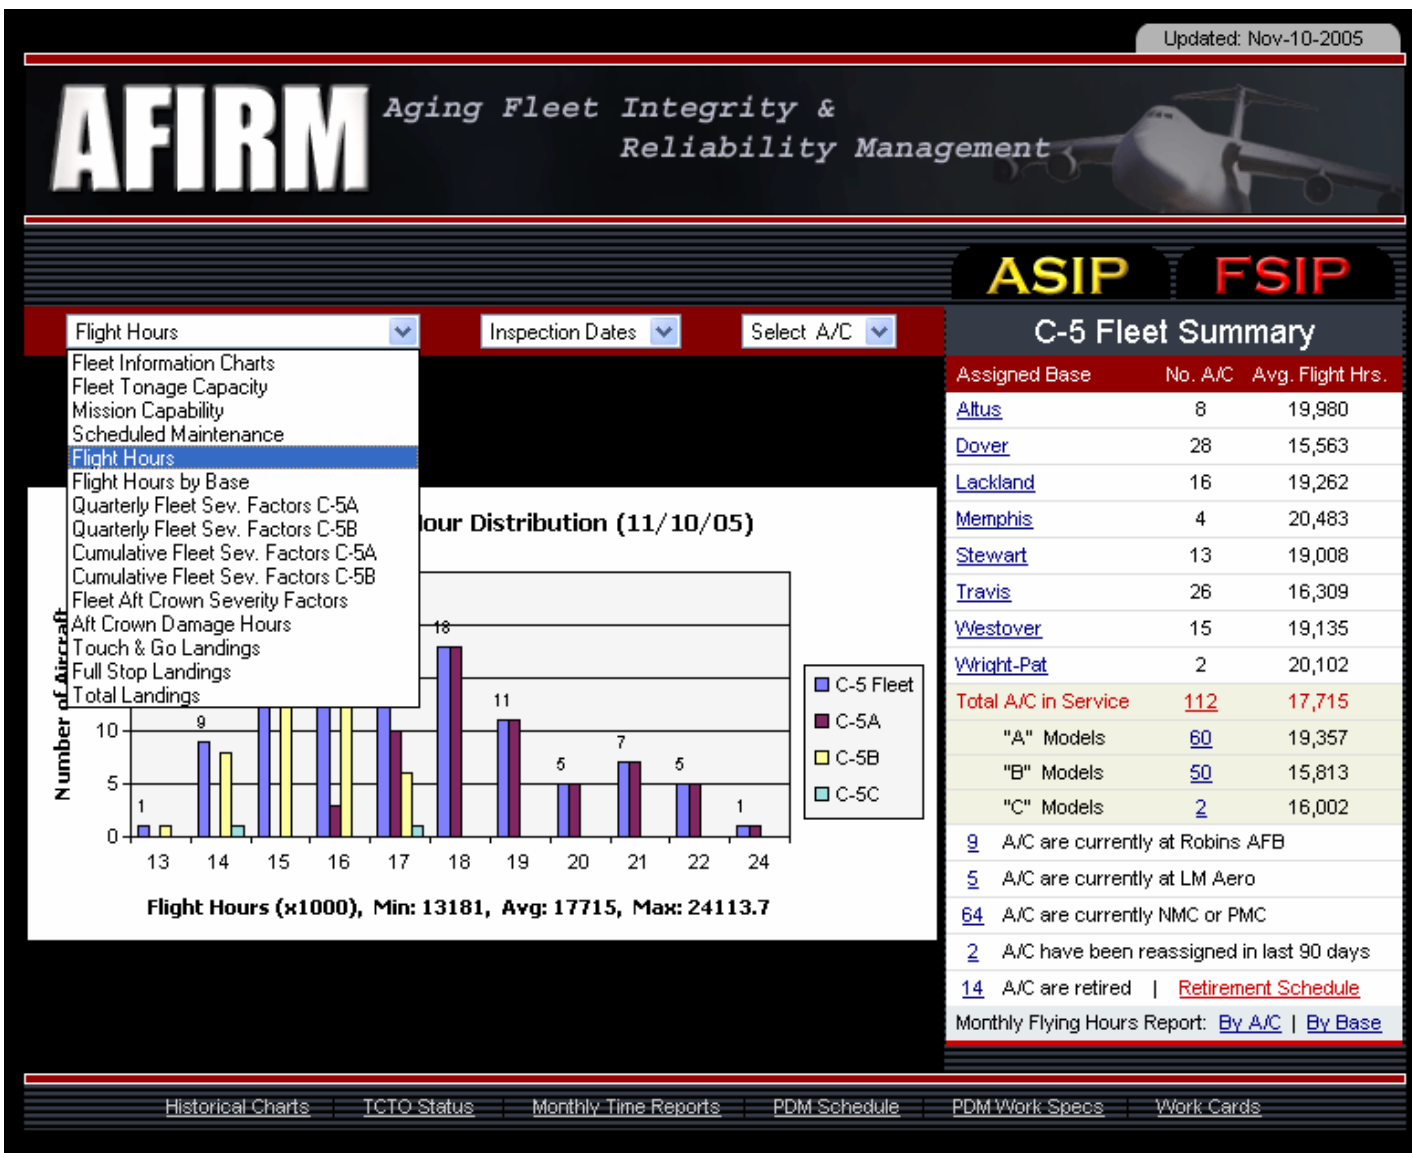 Updated: Nov-10-2005
AFIRM
Aging Fleet Integrity &
Reliability Management
ASIP FSIP
Flight Hours
Inspection Dates
Select A/C
Fleet Information Charts
Fleet Tonage Capacity
Mission Capability
Scheduled Maintenance
Flight Hours
Flight Hours by Base
Quarterly Fleet Sev. Factors C-5A
Quarterly Fleet Sev. Factors C-5B
Cumulative Fleet Sev. Factors C-5A
Cumulative Fleet Sev. Factors C-5B
Fleet Aft Crown Severity Factors
Aft Crown Damage Hours
Touch & Go Landings
Full Stop Landings
Total Landings
Distribution (11/10/05)
Number of Aircraft
10
5
0
1
9
18
11
5
7
5
1
13 14 15 16 17 18 19 20 21 22 24
Flight Hours (x1000), Min: 13181, Avg: 17715, Max: 24113.7
C-5 Fleet
C-5A
C-5B
C-5C
C-5 Fleet Summary
Assigned Base No. A/C Avg. Flight Hrs.
Altus 8 19,980
Dover 28 15,563
Lackland 16 19,262
Memphis 4 20,483
Stewart 13 19,008
Travis 26 16,309
Westover 15 19,135
Wright-Pat 2 20,102
Total A/C in Service 112 17,715
"A" Models 60 19,357
"B" Models 50 15,813
"C" Models 2 16,002
9 A/C are currently at Robins AFB
5 A/C are currently at LM Aero
64 A/C are currently NMC or PMC
2 A/C have been reassigned in last 90 days
14 A/C are retired | Retirement Schedule
Monthly Flying Hours Report: By A/C | By Base
Historical Charts TCTO Status Monthly Time Reports PDM Schedule PDM Work Specs Work Cards